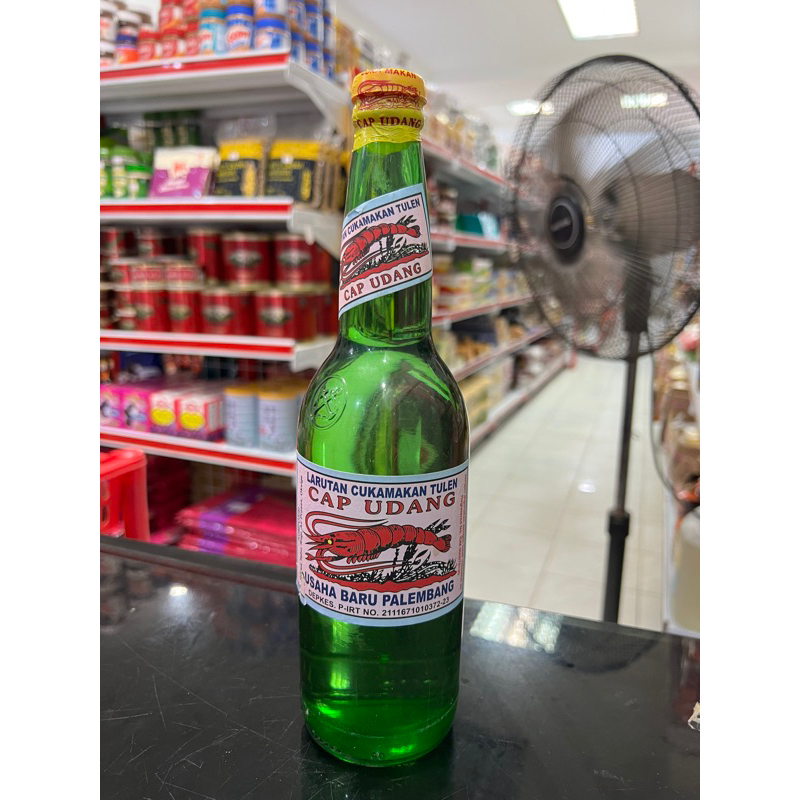 MAKAN
CAP UDANG
CUKAMAKAN TULEN
CAP UDANG
LARUTAN CUKAMAKAN TULEN
CAP UDANG
USAHA BARU PALEMBANG
DEPKES. P-IRT NO. 2111671010372-23